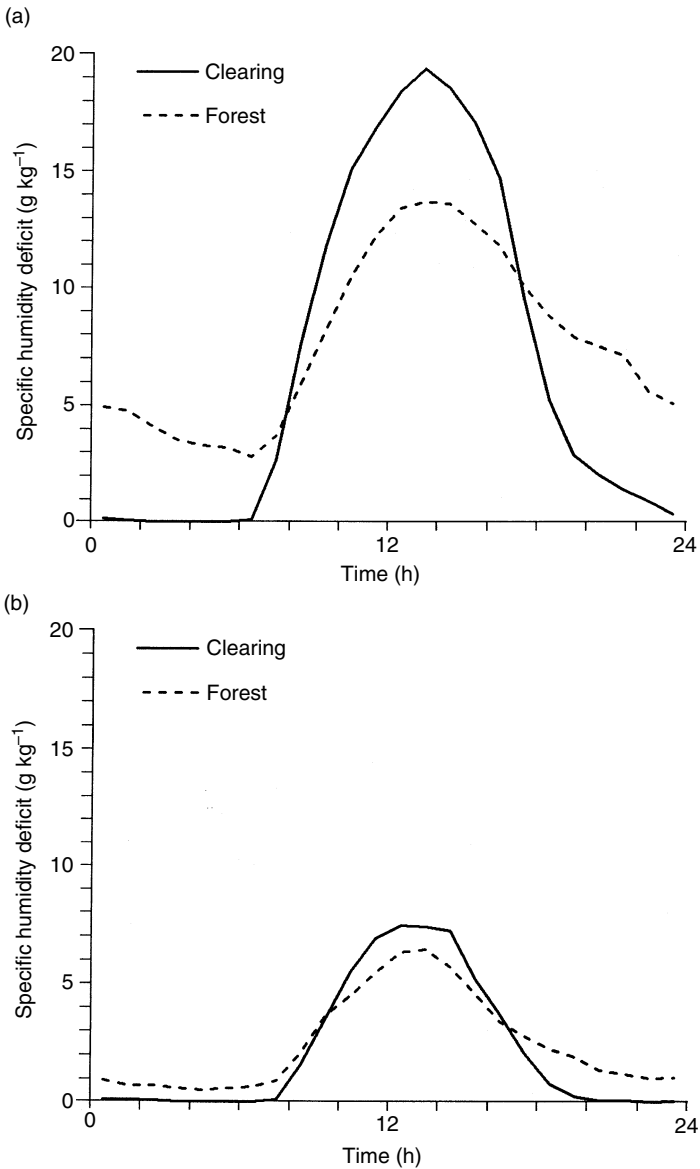 (a)
20
Clearing
Forest
15
10
5
0
Specific humidity deficit (g kg⁻¹)
0
12
24
Time (h)
(b)
20
Clearing
Forest
15
10
5
0
Specific humidity deficit (g kg⁻¹)
0
12
24
Time (h)